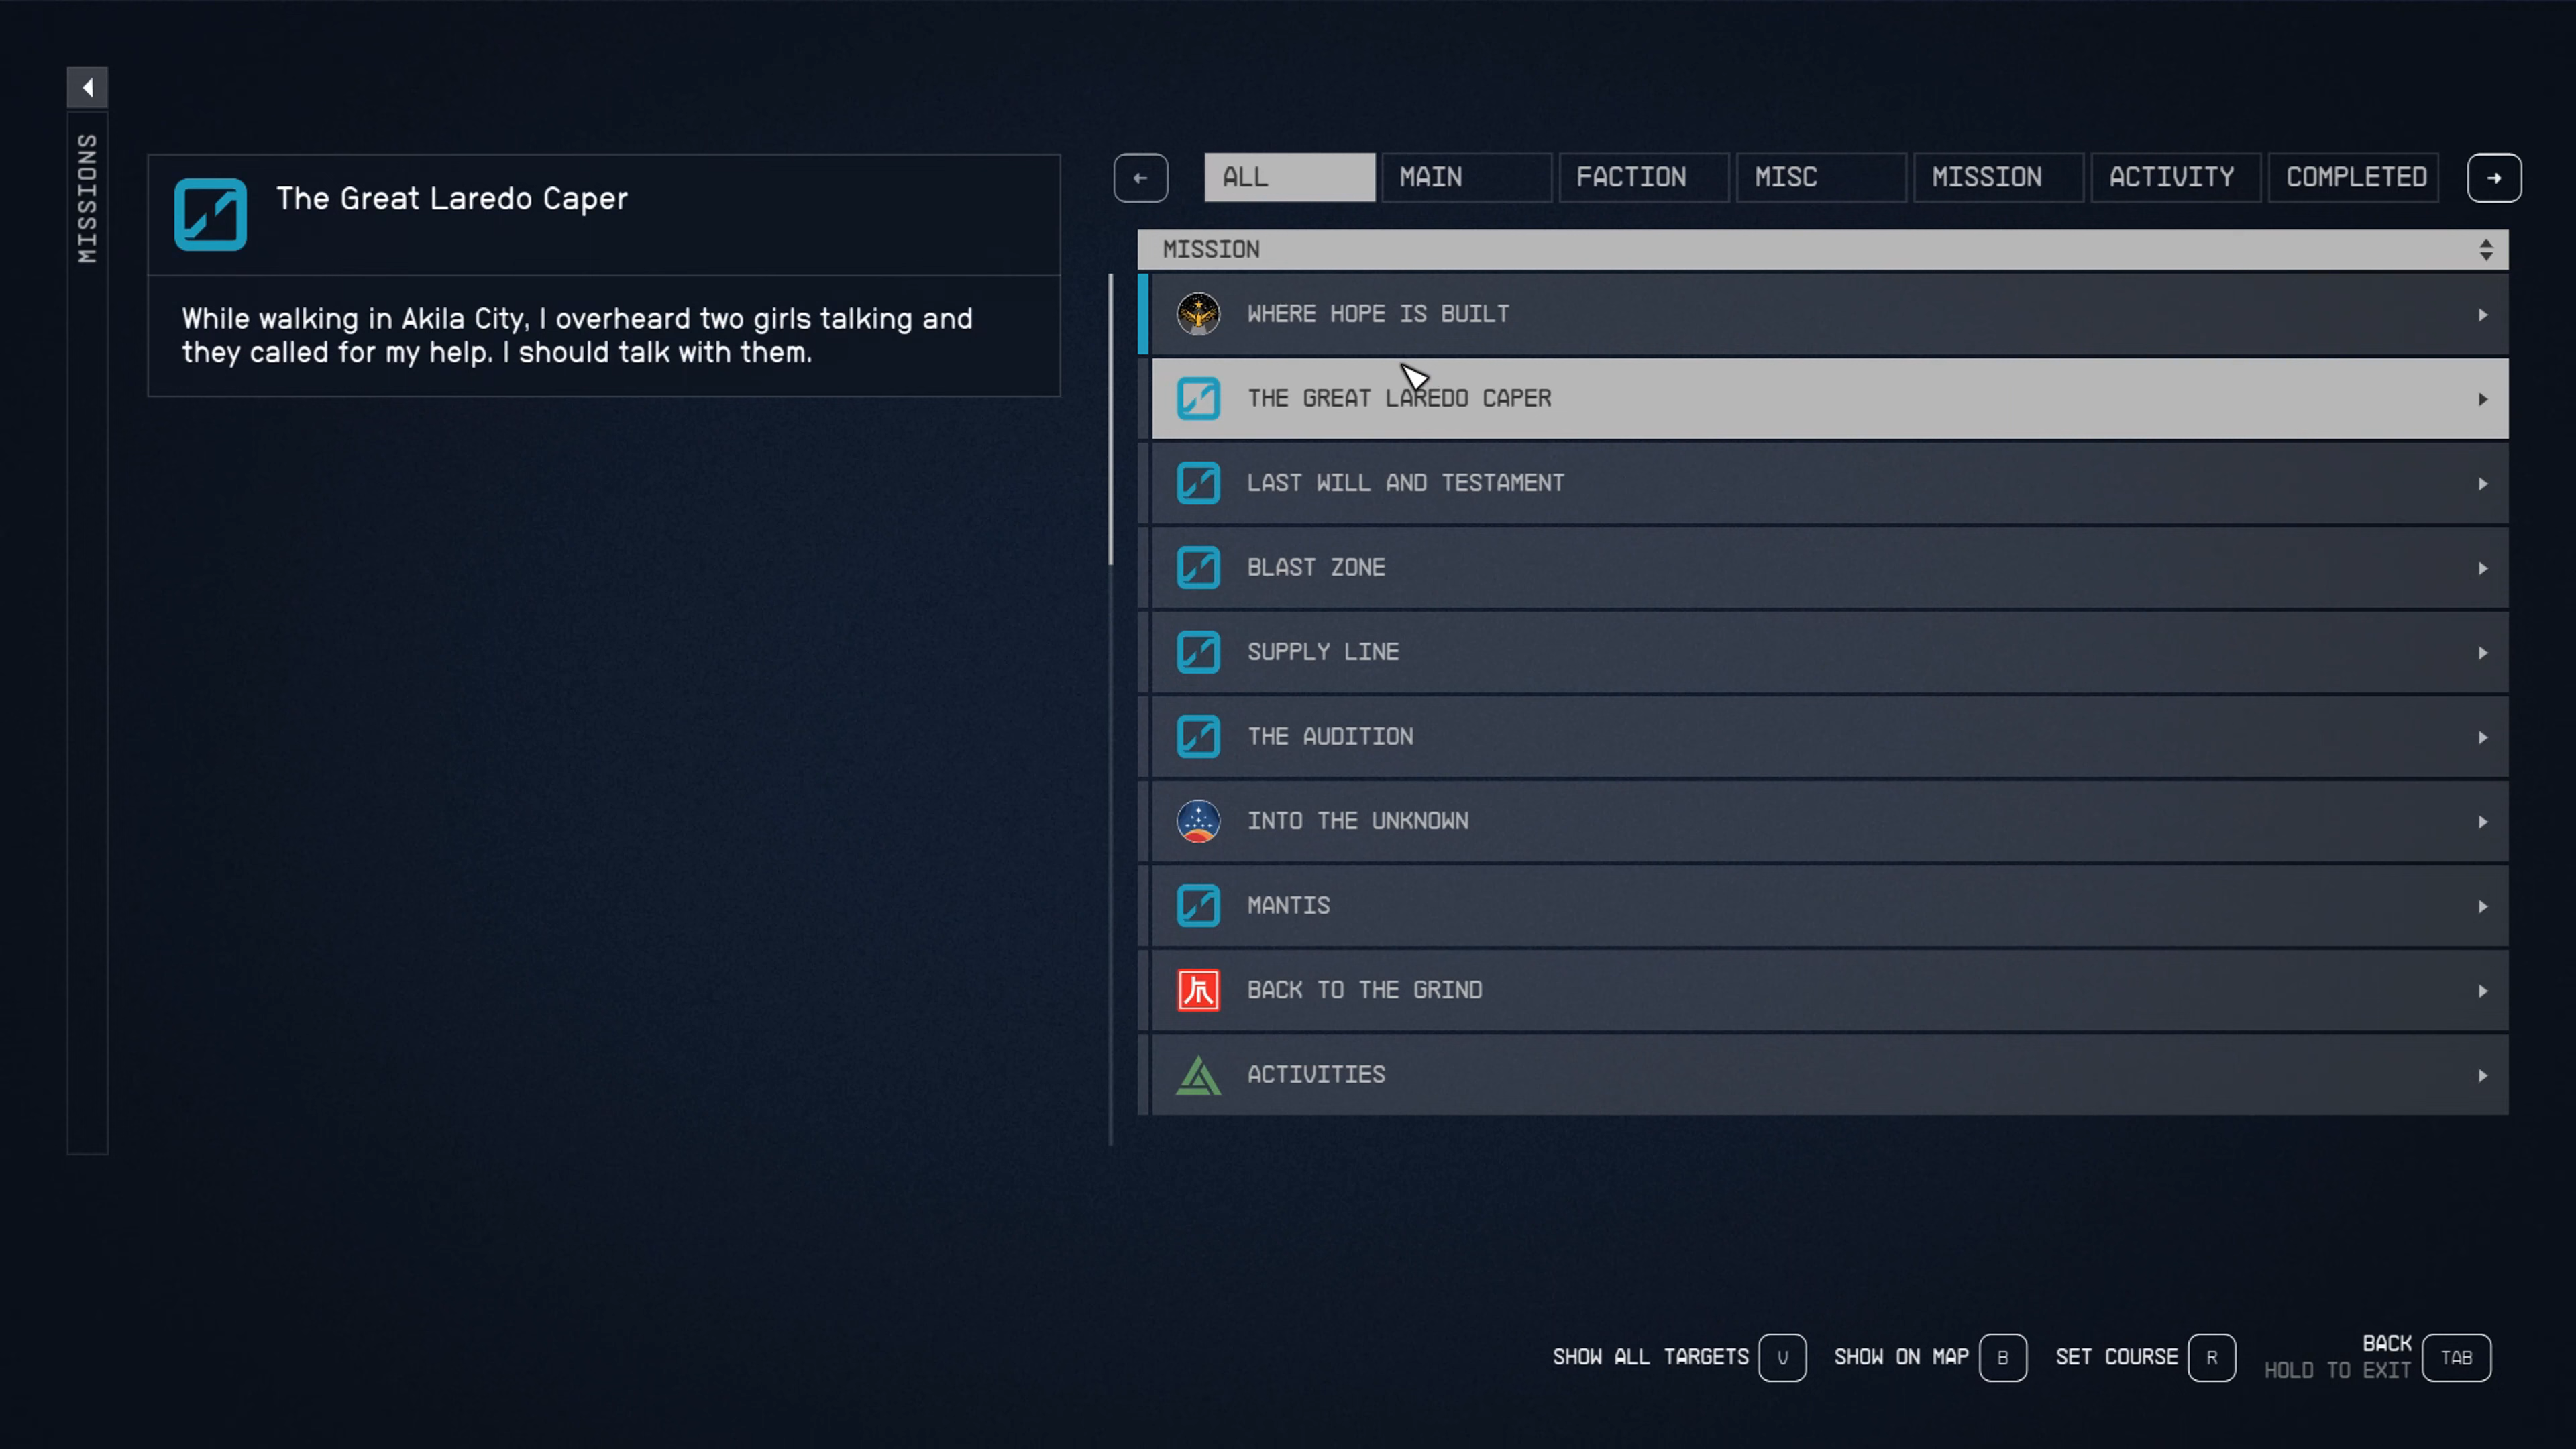 MISSIONS
The Great Laredo Caper
While walking in Akila City, I overheard two girls talking and
they called for my help. I should talk with them.
ALL
MAIN
FACTION
MISC
MISSION
ACTIVITY
COMPLETED
MISSION
WHERE HOPE IS BUILT
THE GREAT LAREDO CAPER
LAST WILL AND TESTAMENT
BLAST ZONE
SUPPLY LINE
THE AUDITION
INTO THE UNKNOWN
MANTIS
BACK TO THE GRIND
ACTIVITIES
SHOW ALL TARGETS V
SHOW ON MAP B
SET COURSE R
BACK
HOLD TO EXIT
TAB